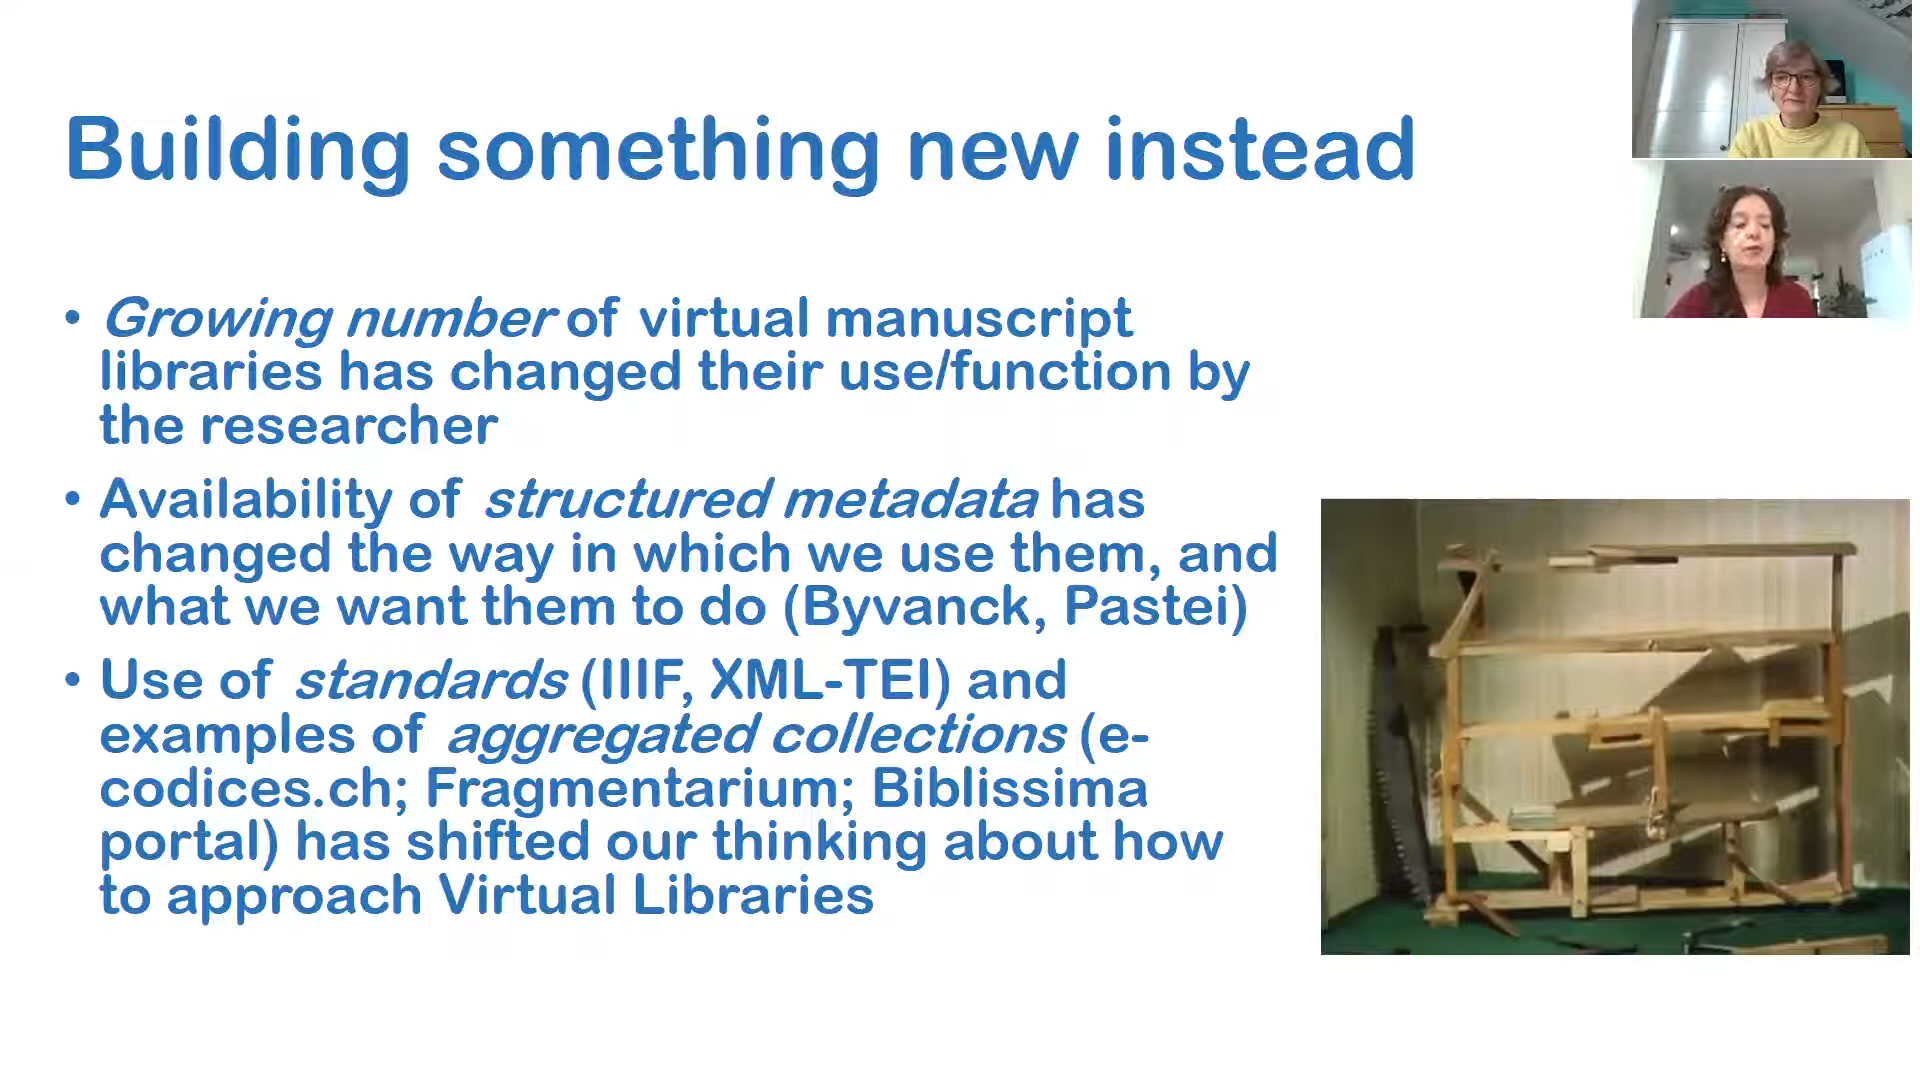 Building something new instead
• Growing number of virtual manuscript
libraries has changed their use/function by
the researcher
• Availability of structured metadata has
changed the way in which we use them, and
what we want them to do (Byvanck, Pastei)
• Use of standards (IIIF, XML-TEI) and
examples of aggregated collections (e-
codices.ch; Fragmentarium; Biblissima
portal) has shifted our thinking about how
to approach Virtual Libraries